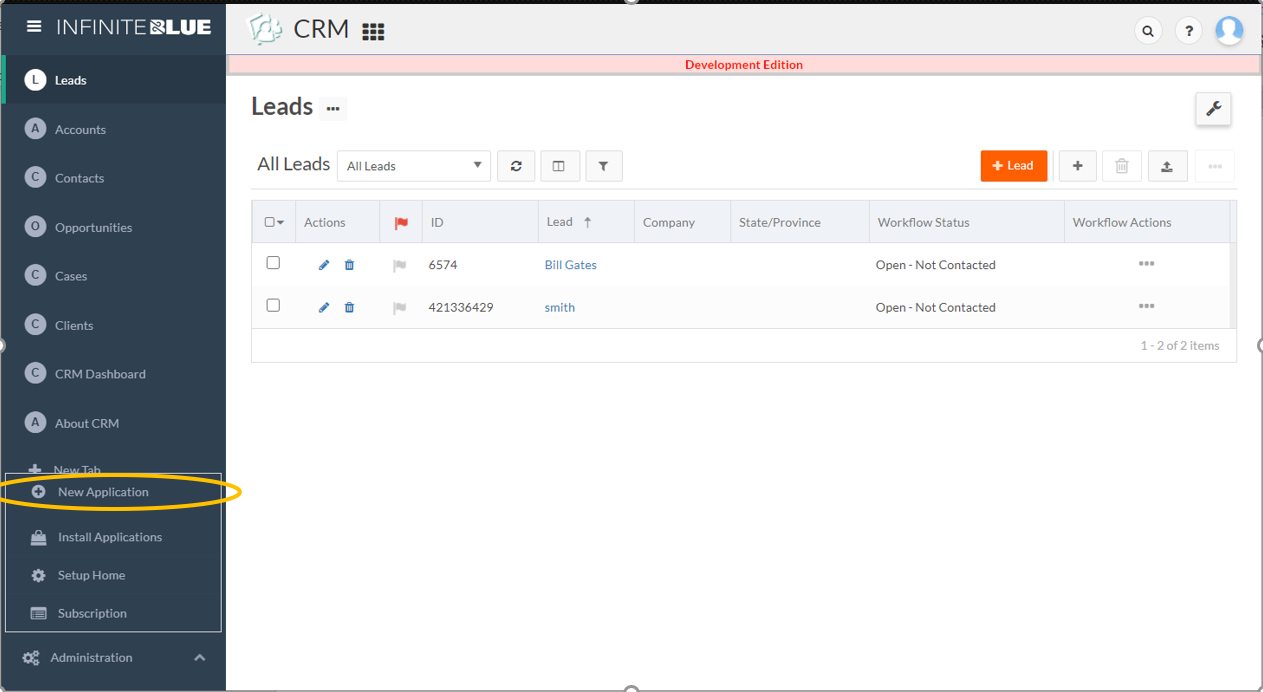 INFINITEBLUE
CRM
?
Development Edition
L Leads
A Accounts
C Contacts
O Opportunities
C Cases
C Clients
C CRM Dashboard
A About CRM
New Tab
New Application
Install Applications
Setup Home
Subscription
Administration
Leads
All Leads All Leads
+ Lead
Actions ID Lead ↑ Company State/Province Workflow Status Workflow Actions
6574 Bill Gates Open - Not Contacted
421336429 smith Open - Not Contacted
1 - 2 of 2 items